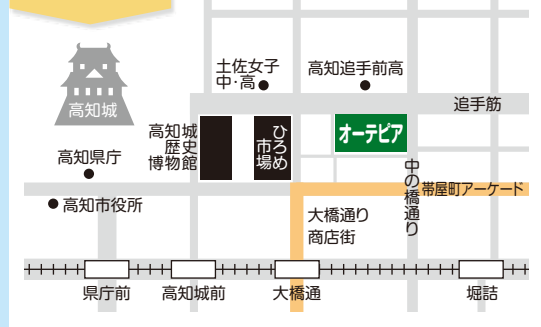 土佐女子
中・高
高知追手前高
高知城
追手筋
高知城
歴史
博物館
ひろめ
市場
オーテピア
高知県庁
中の橋通り
帯屋町アーケード
高知市役所
大橋通り
商店街
県庁前
高知城前
大橋通
堀詰